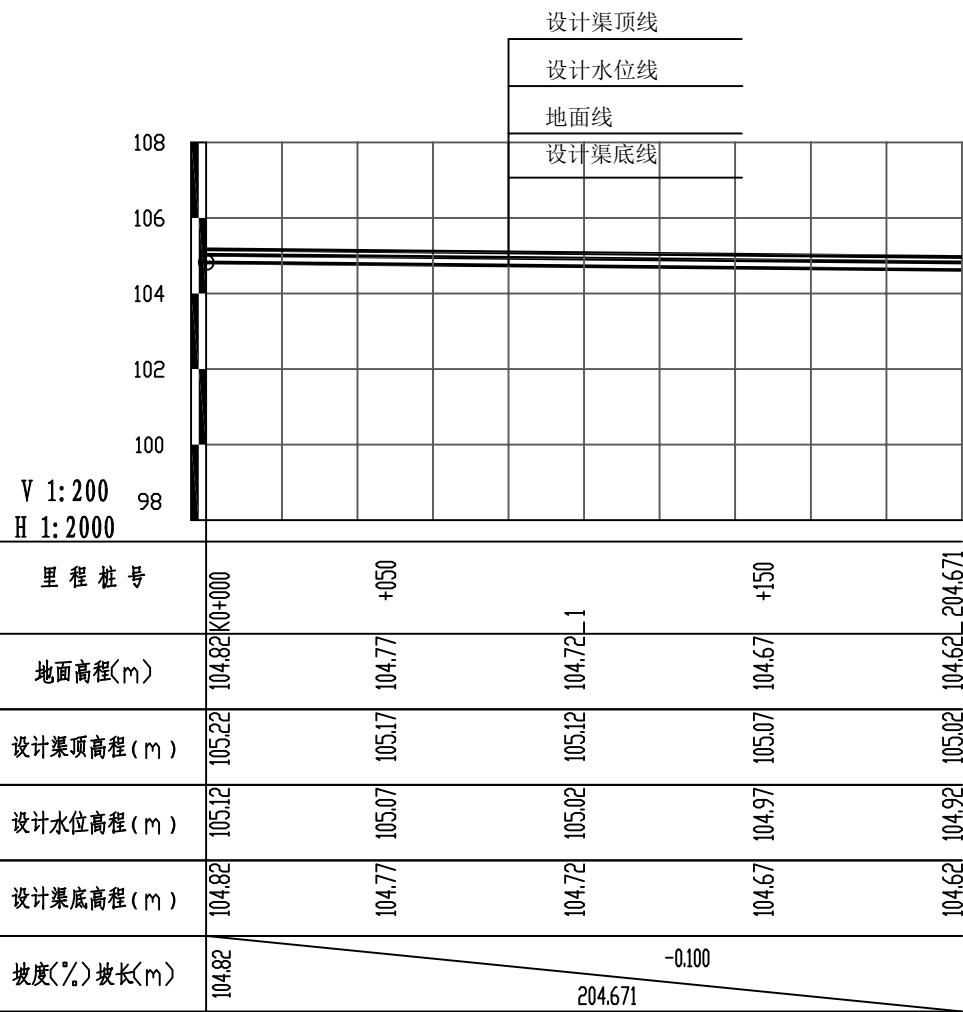 设计渠顶线
设计水位线
地面线
设计渠底线
108
106
104
102
100
98
V 1:200
H 1:2000
里程桩号 K0+000 +050 1 +150 204.671
地面高程(m) 104.82 104.77 104.72 104.67 104.62
设计渠顶高程(m) 105.22 105.17 105.12 105.07 105.02
设计水位高程(m) 105.12 105.07 105.02 104.97 104.92
设计渠底高程(m) 104.82 104.77 104.72 104.67 104.62
坡度(%)坡长(m) 104.82 -0.100
204.671